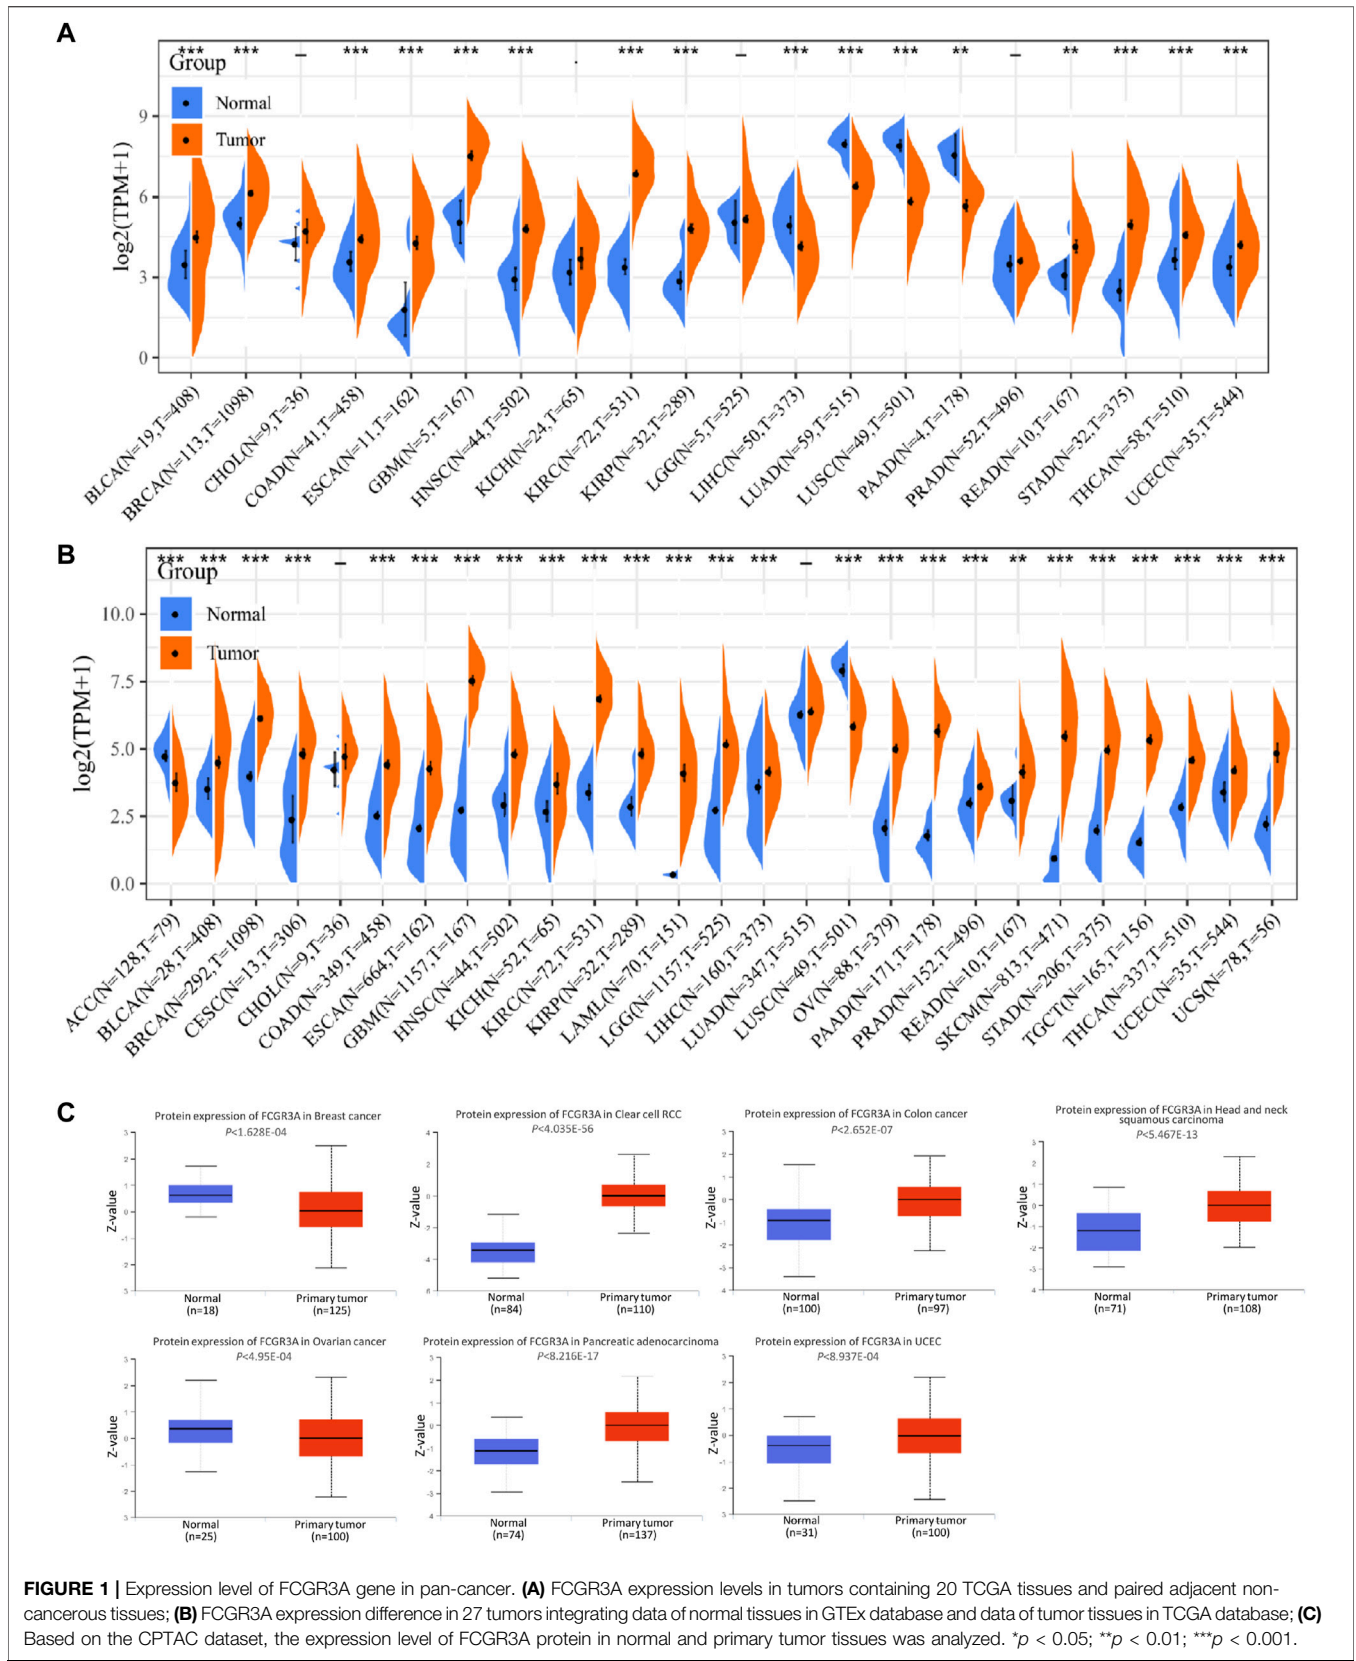 A
*** *** – *** *** *** *** . *** *** – *** *** *** ** – ** *** *** ***
Group
Normal
Tumor
log2(TPM+1)
9
6
3
0
BLCA(N=19,T=408)
BRCA(N=113,T=1098)
CHOL(N=9,T=36)
COAD(N=41,T=458)
ESCA(N=11,T=162)
GBM(N=5,T=167)
HNSC(N=44,T=502)
KICH(N=24,T=65)
KIRC(N=72,T=531)
KIRP(N=32,T=289)
LGG(N=5,T=525)
LIHC(N=50,T=373)
LUAD(N=59,T=515)
LUSC(N=49,T=501)
PAAD(N=4,T=178)
PRAD(N=52,T=496)
READ(N=10,T=167)
STAD(N=32,T=375)
THCA(N=58,T=510)
UCEC(N=35,T=544)
B
*** *** *** *** – *** *** *** *** *** *** *** *** *** *** – *** *** *** *** ** *** *** *** *** *** ***
Group
Normal
Tumor
log2(TPM+1)
10.0
7.5
5.0
2.5
0.0
ACC(N=128,T=79)
BLCA(N=28,T=408)
BRCA(N=292,T=1098)
CESC(N=13,T=306)
CHOL(N=9,T=36)
COAD(N=349,T=458)
ESCA(N=664,T=162)
GBM(N=1157,T=167)
HNSC(N=44,T=502)
KICH(N=52,T=65)
KIRC(N=72,T=531)
KIRP(N=32,T=289)
LAML(N=70,T=151)
LGG(N=1157,T=525)
LIHC(N=160,T=373)
LUAD(N=347,T=515)
LUSC(N=49,T=501)
OV(N=88,T=379)
PAAD(N=171,T=178)
PRAD(N=152,T=496)
READ(N=10,T=167)
SKCM(N=813,T=471)
STAD(N=206,T=375)
TGCT(N=165,T=156)
THCA(N=337,T=510)
UCEC(N=35,T=544)
UCS(N=78,T=56)
C
Protein expression of FCGR3A in Breast cancer
P<1.628E-04
Z-value
Normal
(n=18)
Primary tumor
(n=125)
Protein expression of FCGR3A in Clear cell RCC
P<4.035E-56
Z-value
Normal
(n=84)
Primary tumor
(n=110)
Protein expression of FCGR3A in Colon cancer
P<2.652E-07
Z-value
Normal
(n=100)
Primary tumor
(n=97)
Protein expression of FCGR3A in Head and neck
squamous carcinoma
P<5.467E-13
Z-value
Normal
(n=71)
Primary tumor
(n=108)
Protein expression of FCGR3A in Ovarian cancer
P<4.95E-04
Z-value
Normal
(n=25)
Primary tumor
(n=100)
Protein expression of FCGR3A in Pancreatic adenocarcinoma
P<8.216E-17
Z-value
Normal
(n=74)
Primary tumor
(n=137)
Protein expression of FCGR3A in UCEC
P<8.937E-04
Z-value
Normal
(n=31)
Primary tumor
(n=100)
FIGURE 1 | Expression level of FCGR3A gene in pan-cancer. (A) FCGR3A expression levels in tumors containing 20 TCGA tissues and paired adjacent non-
cancerous tissues; (B) FCGR3A expression difference in 27 tumors integrating data of normal tissues in GTEx database and data of tumor tissues in TCGA database; (C)
Based on the CPTAC dataset, the expression level of FCGR3A protein in normal and primary tumor tissues was analyzed. *p < 0.05; **p < 0.01; ***p < 0.001.